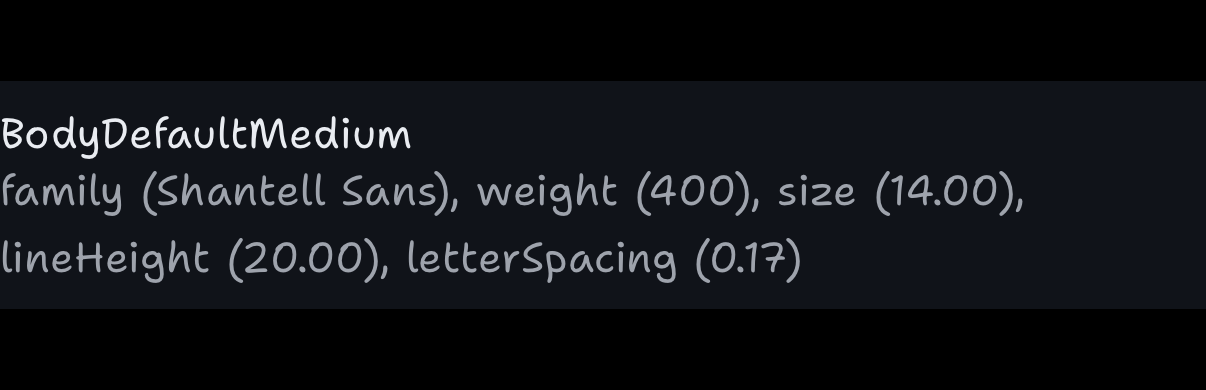 BodyDefaultMedium
family (Shantell Sans), weight (400), size (14.00),
lineHeight (20.00), letterSpacing (0.17)